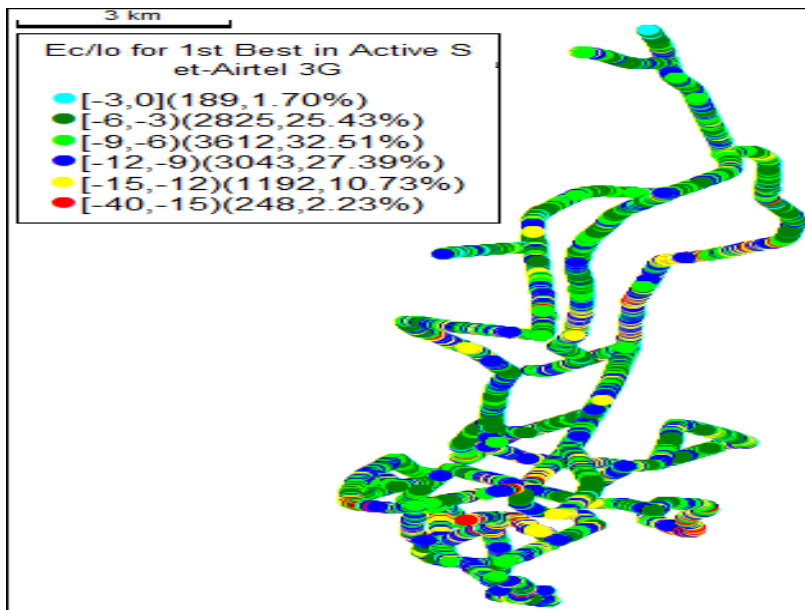 3 km
Ec/Io for 1st Best in Active S
et-Airtel 3G
[-3,0](189,1.70%)
[-6,-3)(2825,25.43%)
[-9,-6)(3612,32.51%)
[-12,-9)(3043,27.39%)
[-15,-12)(1192,10.73%)
[-40,-15)(248,2.23%)